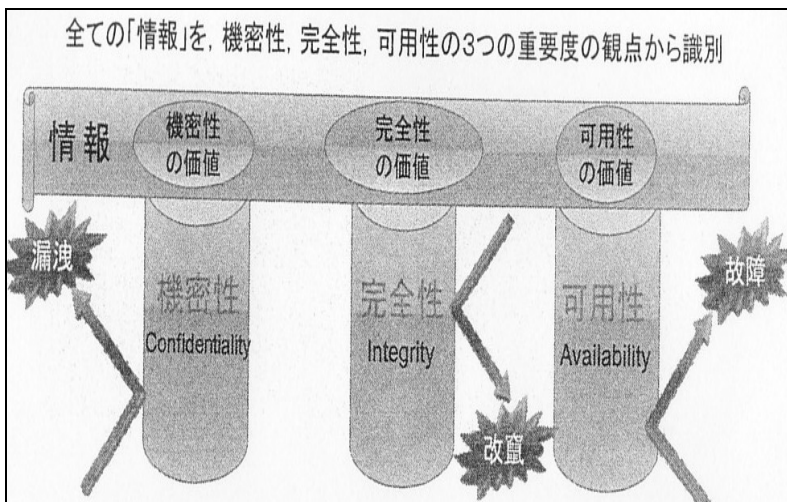 全ての「情報」を, 機密性, 完全性, 可用性の3つの重要度の観点から識別
情報
機密性
の価値
完全性
の価値
可用性
の価値
漏洩
機密性
Confidentiality
完全性
Integrity
改竄
可用性
Availability
故障